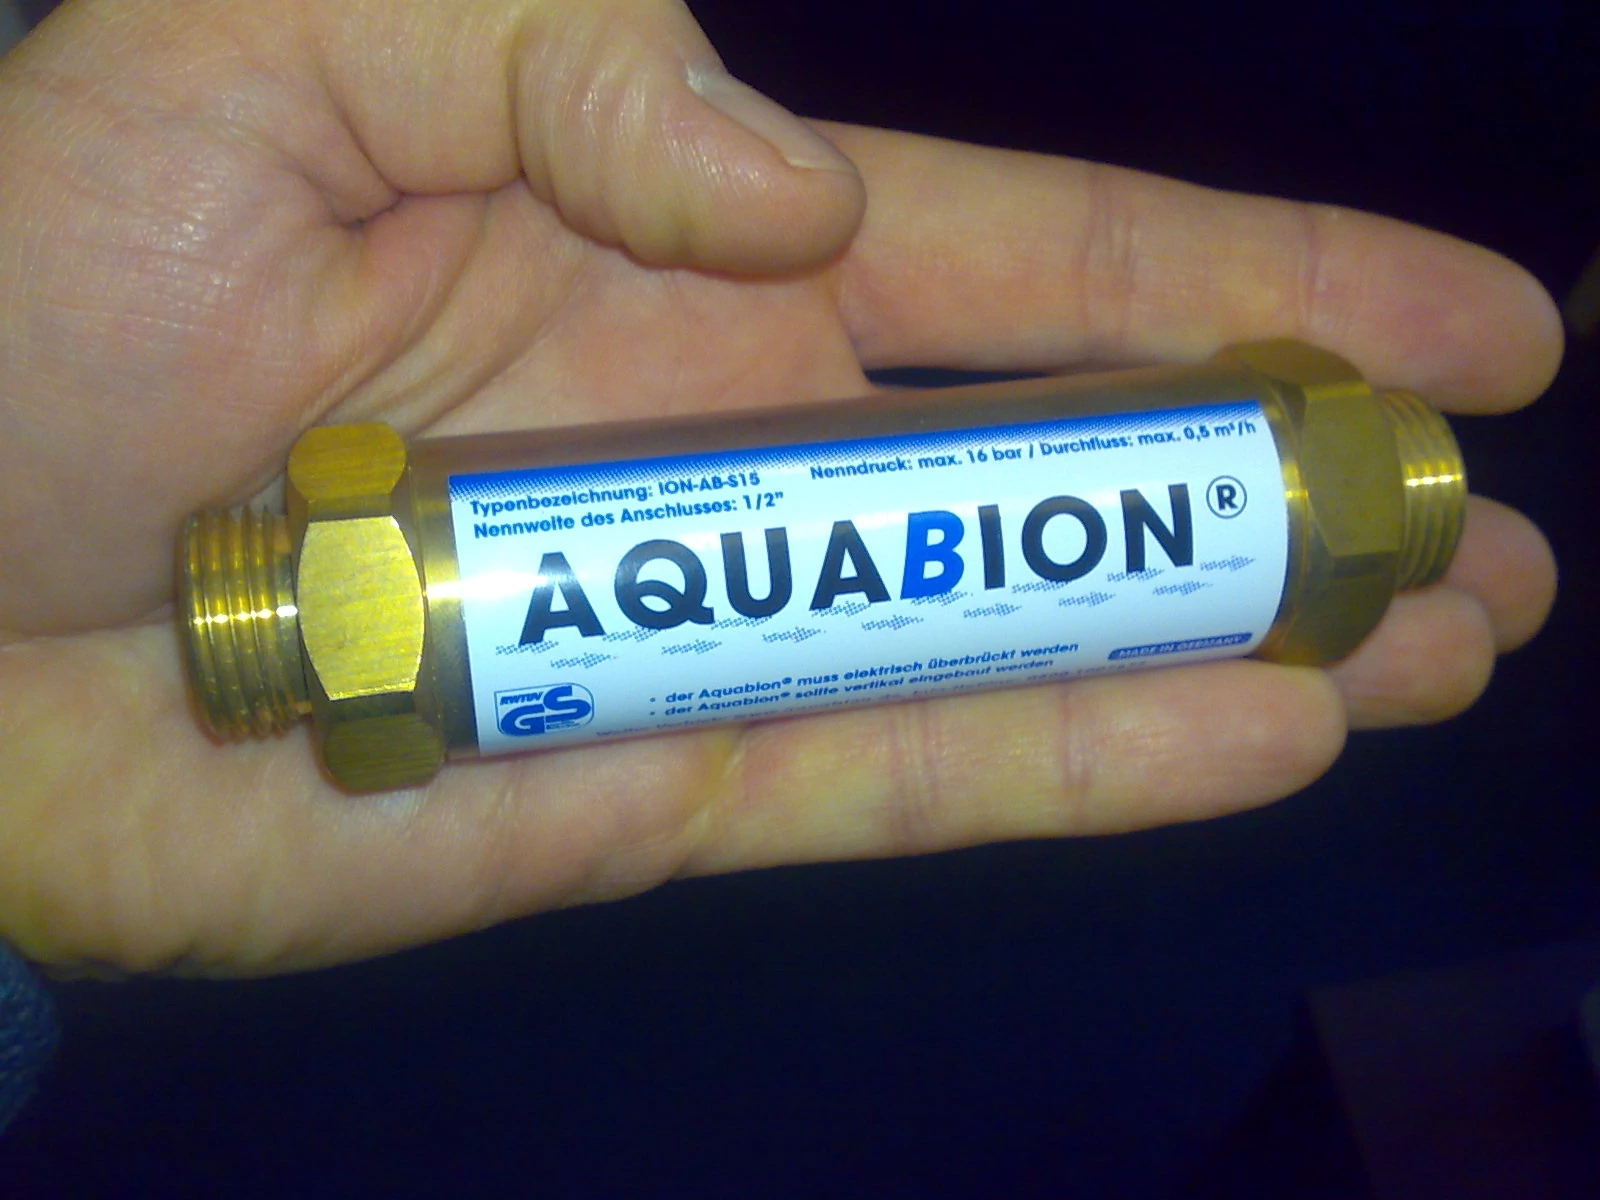 Typenbezeichnung: ION-AB-S15
Nennweite des Anschlusses: 1/2"
Nenndruck: max. 16 bar / Durchfluss: max. 0,5 m³/h
AQUABION®
• der Aquabion® muss elektrisch überbrückt werden
• der Aquabion® sollte vertikal eingebaut werden
MADE IN GERMANY
RWTÜV
GS